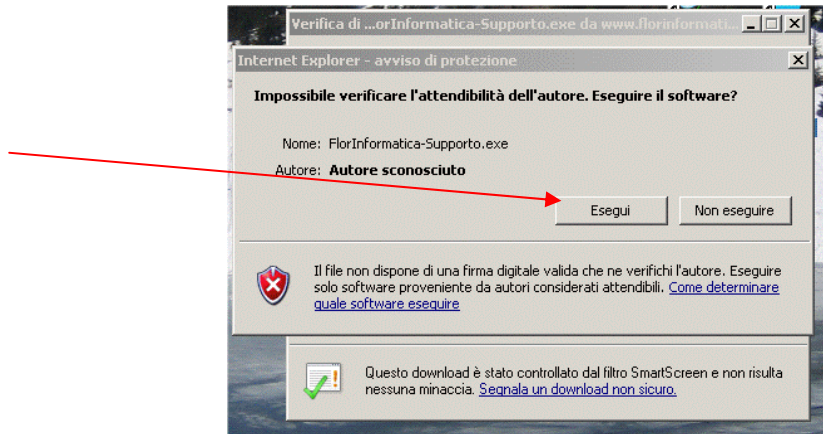 Verifica di ...orInformatica-Supporto.exe da www.florinformati...
Internet Explorer - avviso di protezione
Impossibile verificare l'attendibilità dell'autore. Eseguire il software?
Nome: FlorInformatica-Supporto.exe
Autore: Autore sconosciuto
Esegui Non eseguire
Il file non dispone di una firma digitale valida che ne verifichi l'autore. Eseguire
solo software proveniente da autori considerati attendibili. Come determinare
quale software eseguire
Questo download è stato controllato dal filtro SmartScreen e non risulta
nessuna minaccia. Segnala un download non sicuro.